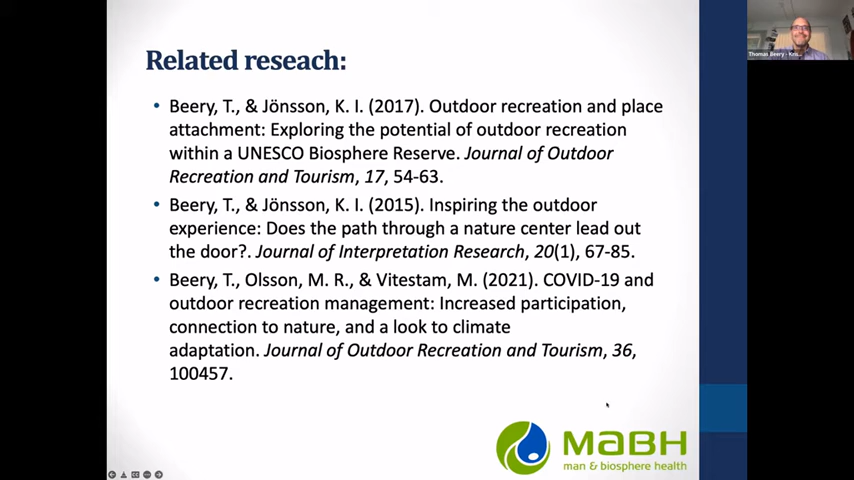 Related reseach:
• Beery, T., & Jönsson, K. I. (2017). Outdoor recreation and place
attachment: Exploring the potential of outdoor recreation
within a UNESCO Biosphere Reserve. Journal of Outdoor
Recreation and Tourism, 17, 54-63.
• Beery, T., & Jönsson, K. I. (2015). Inspiring the outdoor
experience: Does the path through a nature center lead out
the door?. Journal of Interpretation Research, 20(1), 67-85.
• Beery, T., Olsson, M. R., & Vitestam, M. (2021). COVID-19 and
outdoor recreation management: Increased participation,
connection to nature, and a look to climate
adaptation. Journal of Outdoor Recreation and Tourism, 36,
100457.
MaBH
man & biosphere health
Thomas Beery - Kris...